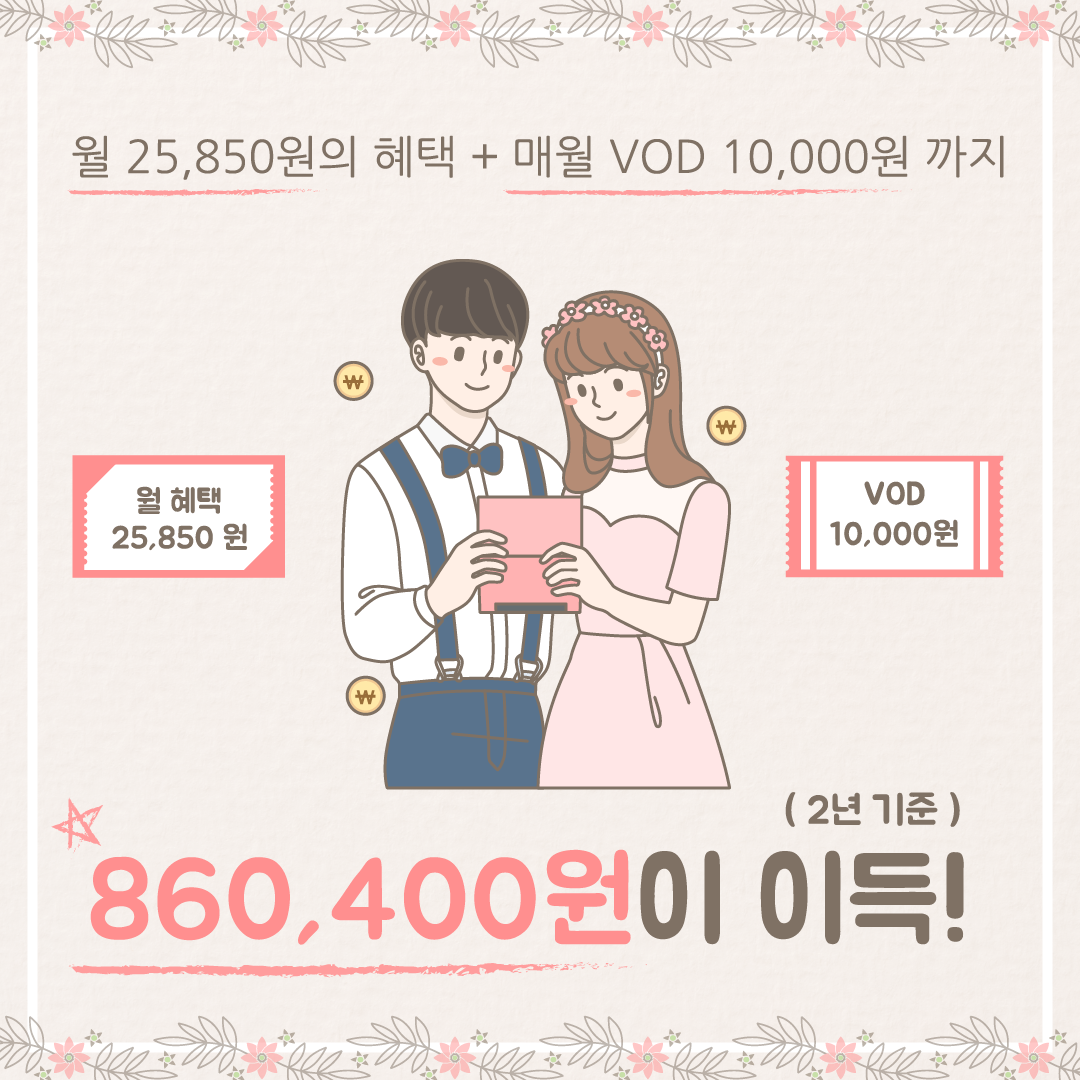 월 25,850원의 혜택 + 매월 VOD 10,000원 까지
₩
₩
월 혜택
25,850 원
VOD
10,000원
₩
( 2년 기준 )
860,400원이 이득!